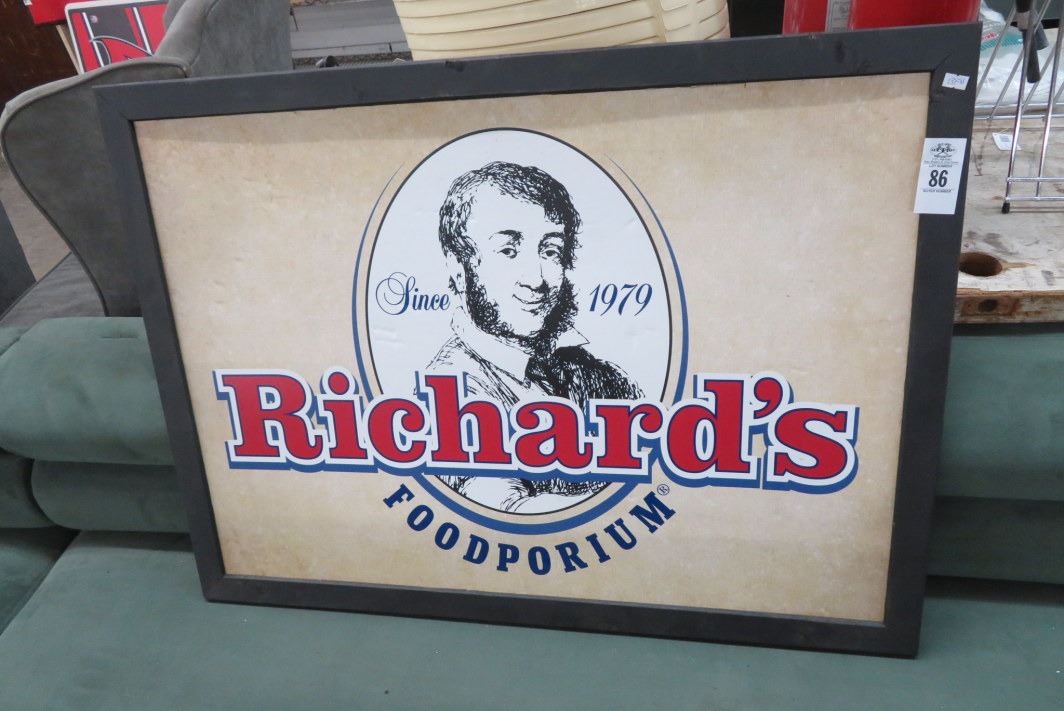 Since 1979
Richard's
FOODPORIUM®
86